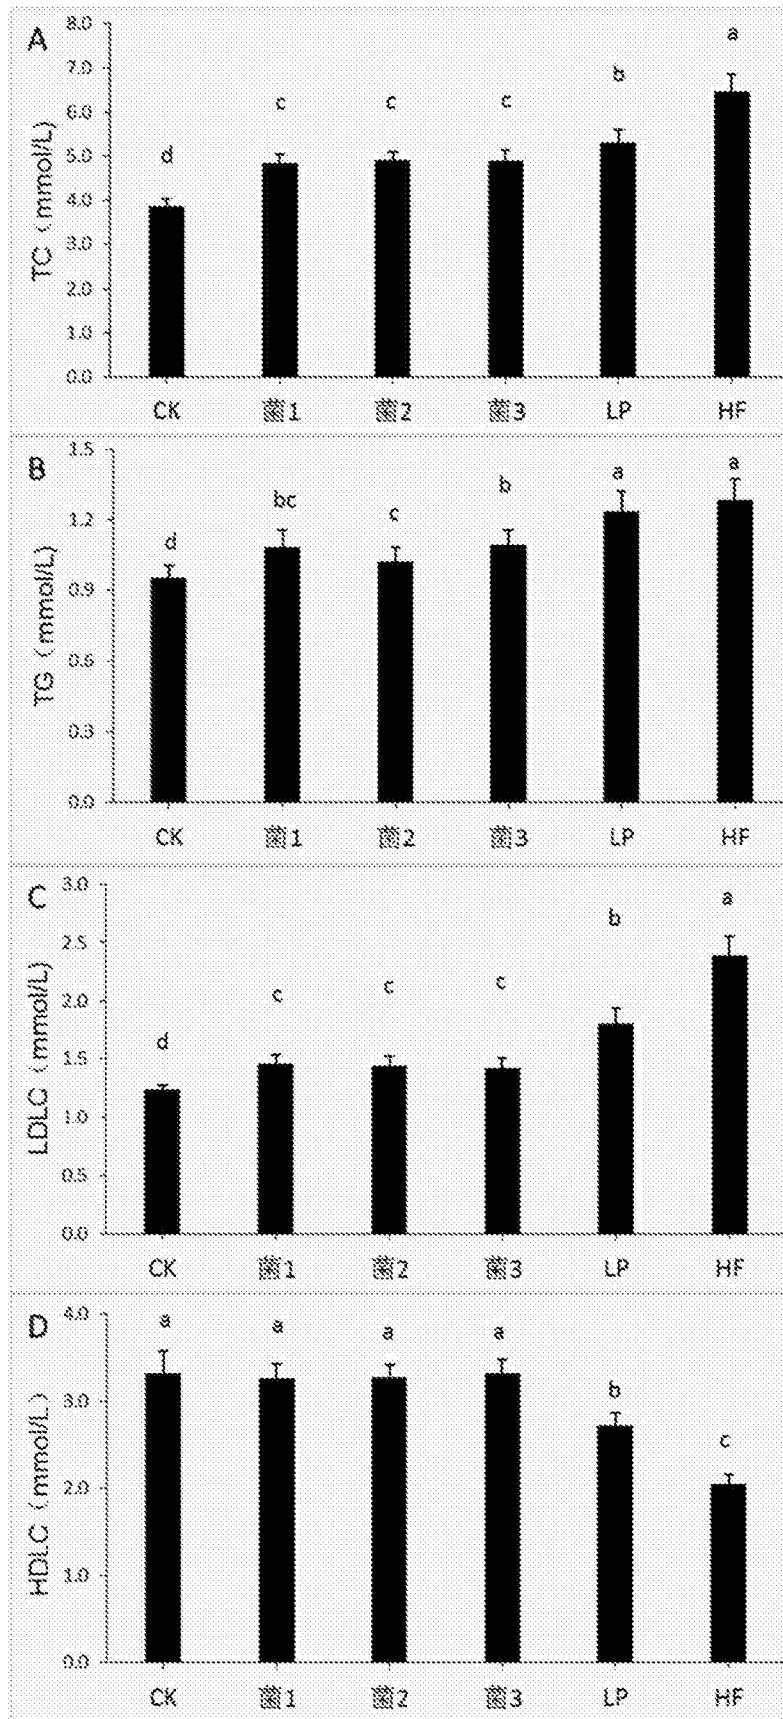 A
TC（mmol/L）
8.0
7.0
6.0
5.0
4.0
3.0
2.0
1.0
0.0
d
c
c
c
b
a
CK 菌1 菌2 菌3 LP HF
B
TG（mmol/L）
1.5
1.2
0.9
0.6
0.3
0.0
d
bc
c
b
a
a
CK 菌1 菌2 菌3 LP HF
C
LDLC（mmol/L）
3.0
2.5
2.0
1.5
1.0
0.5
0.0
d
c
c
c
b
a
CK 菌1 菌2 菌3 LP HF
D
HDLC（mmol/L）
4.0
3.0
2.0
1.0
0.0
a
a
a
a
b
c
CK 菌1 菌2 菌3 LP HF